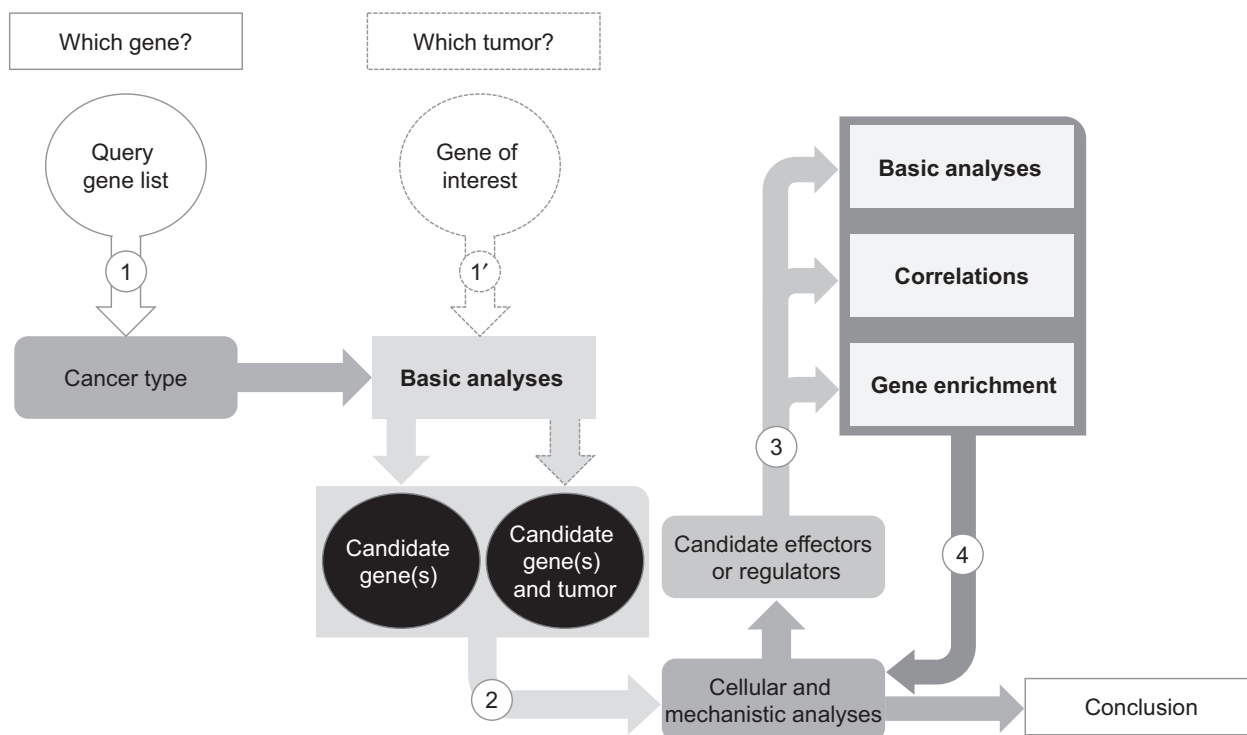 Which gene?
Which tumor?
Query
gene list
Gene of
interest
1
1′
Cancer type
Basic analyses
Candidate
gene(s)
Candidate
gene(s)
and tumor
2
Cellular and
mechanistic analyses
Candidate effectors
or regulators
3
Basic analyses
Correlations
Gene enrichment
4
Conclusion